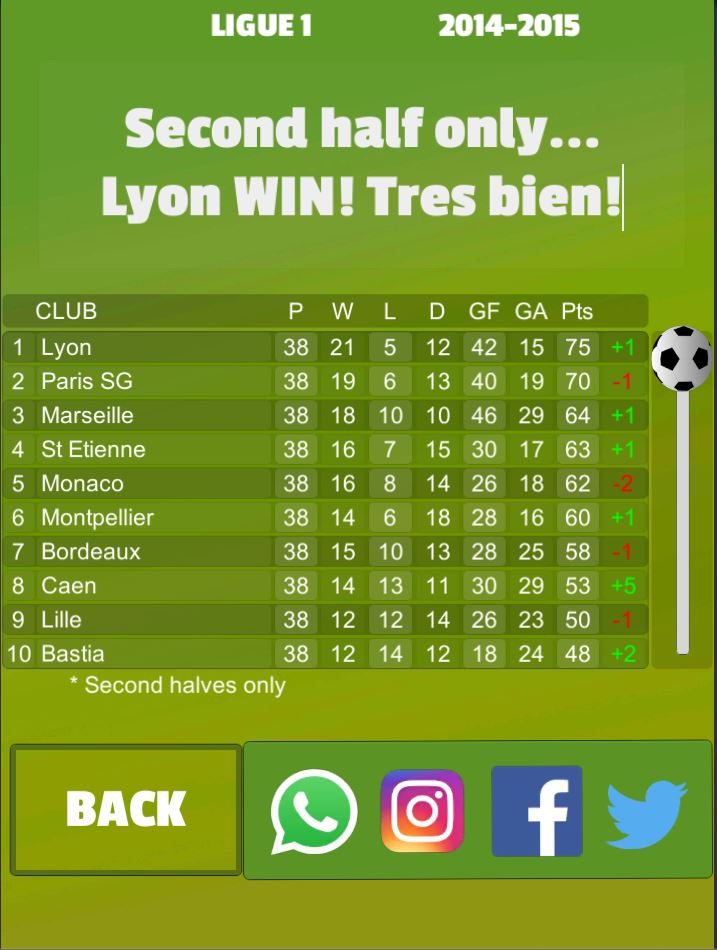 LIGUE 1 2014-2015
Second half only...
Lyon WIN! Tres bien!
CLUB P W L D GF GA Pts
1 Lyon 38 21 5 12 42 15 75 +1
2 Paris SG 38 19 6 13 40 19 70 -1
3 Marseille 38 18 10 10 46 29 64 +1
4 St Etienne 38 16 7 15 30 17 63 +1
5 Monaco 38 16 8 14 26 18 62 -2
6 Montpellier 38 14 6 18 28 16 60 +1
7 Bordeaux 38 15 10 13 28 25 58 -1
8 Caen 38 14 13 11 30 29 53 +5
9 Lille 38 12 12 14 26 23 50 -1
10 Bastia 38 12 14 12 18 24 48 +2
* Second halves only
BACK